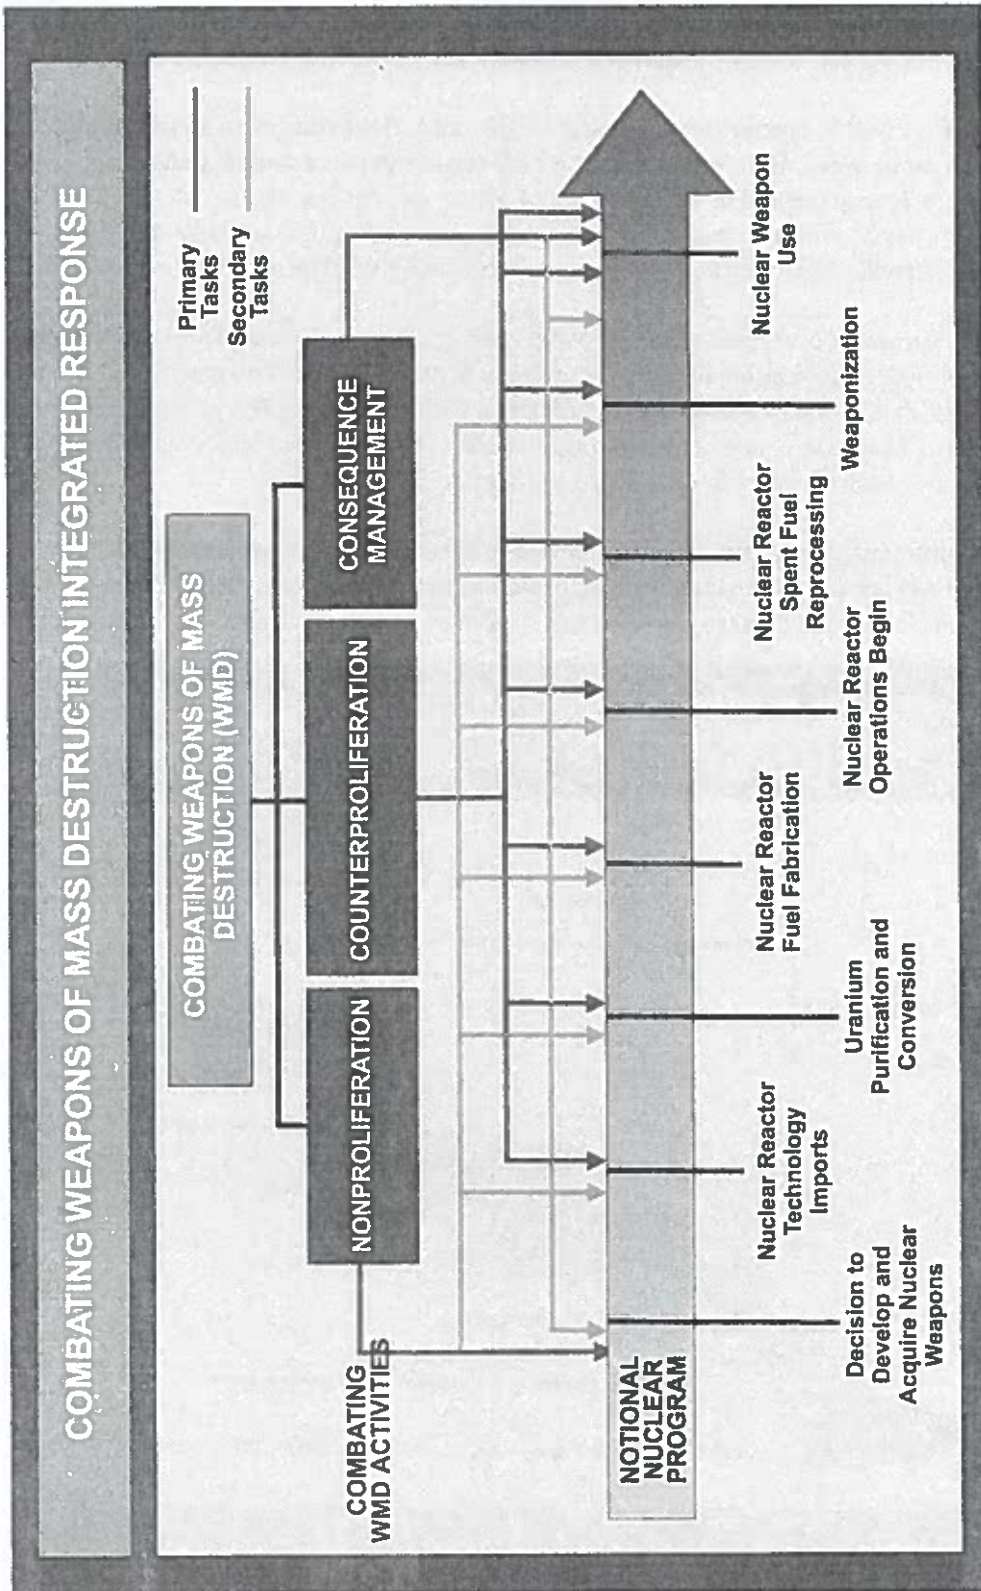 COMBATING WEAPONS OF MASS DESTRUCTION INTEGRATED RESPONSE
Primary
Tasks
Secondary
Tasks
COMBATING WEAPONS OF MASS
DESTRUCTION (WMD)
NONPROLIFERATION
COUNTERPROLIFERATION
CONSEQUENCE
MANAGEMENT
COMBATING
WMD ACTIVITIES
NOTIONAL
NUCLEAR
PROGRAM
Decision to
Develop and
Acquire Nuclear
Weapons
Nuclear Reactor
Technology
Imports
Uranium
Purification and
Conversion
Nuclear Reactor
Fuel Fabrication
Nuclear Reactor
Operations Begin
Nuclear Reactor
Spent Fuel
Reprocessing
Weaponization
Nuclear Weapon
Use